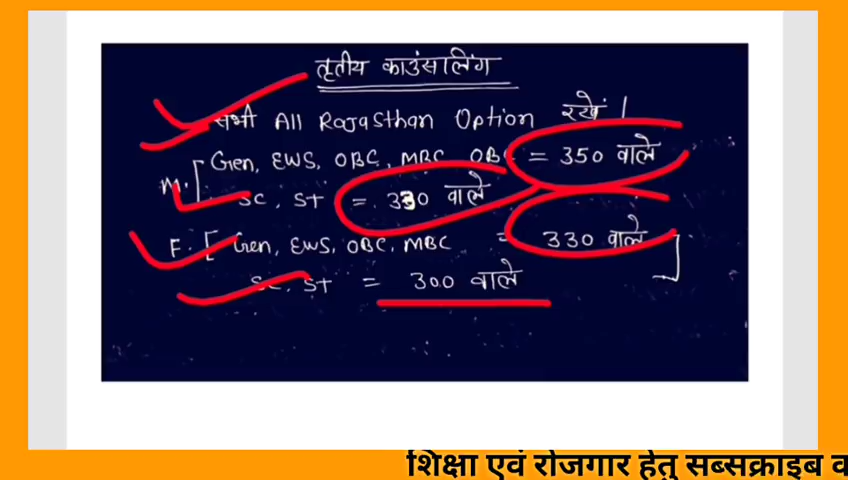 तृतीय काउंसलिंग
सभी All Rajasthan Option रखें ।
M. [ Gen, EWS, OBC, MBC OBC = 350 वाले
SC, ST = 330 वाले
F. [ Gen, EWS, OBC, MBC = 330 वाले ]
SC, ST = 300 वाले
शिक्षा एवं रोजगार हेतु सब्सक्राइब क